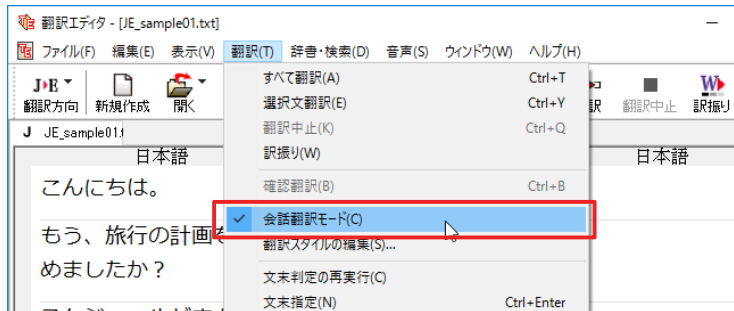 翻訳エディタ - [JE_sample01.txt]
ファイル(F) 編集(E) 表示(V) 翻訳(T) 辞書・検索(D) 音声(S) ウィンドウ(W) ヘルプ(H)
J▸E
翻訳方向 新規作成 開く 翻訳中止 訳振り
J JE_sample01.t
日本語 日本語
こんにちは。
もう、旅行の計画を
めましたか？
すべて翻訳(A) Ctrl+T
選択文翻訳(E) Ctrl+Y
翻訳中止(K) Ctrl+Q
訳振り(W)
確認翻訳(B) Ctrl+B
会話翻訳モード(C)
翻訳スタイルの編集(S)...
文末判定の再実行(C)
文末指定(N) Ctrl+Enter